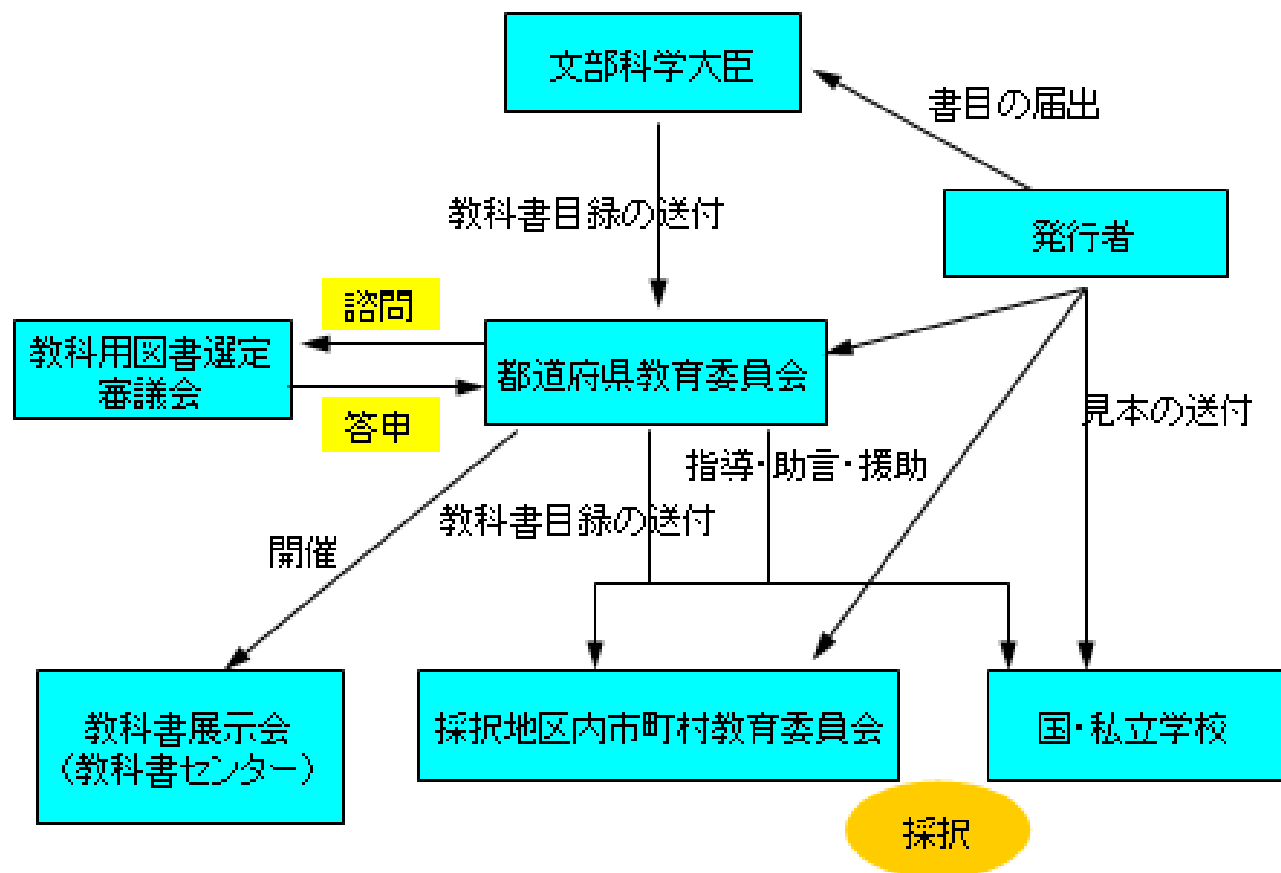 文部科学大臣
書目の届出
教科書目録の送付
発行者
諮問
教科用図書選定
審議会
都道府県教育委員会
答申
見本の送付
指導・助言・援助
教科書目録の送付
開催
教科書展示会
（教科書センター）
採択地区内市町村教育委員会
国・私立学校
採択